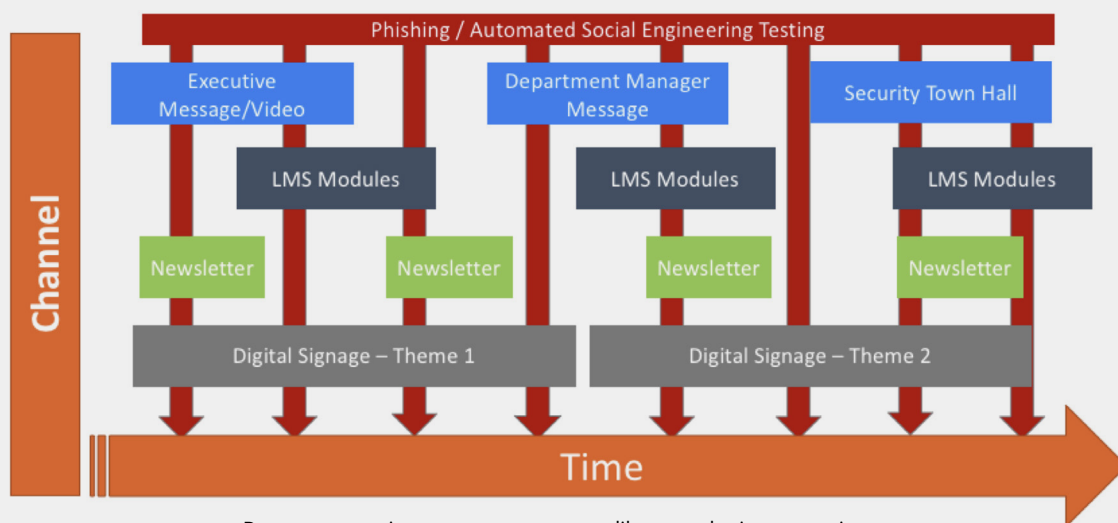 Phishing / Automated Social Engineering Testing
Channel
Executive
Message/Video
Department Manager
Message
Security Town Hall
LMS Modules
LMS Modules
LMS Modules
Newsletter
Newsletter
Newsletter
Newsletter
Digital Signage – Theme 1
Digital Signage – Theme 2
Time